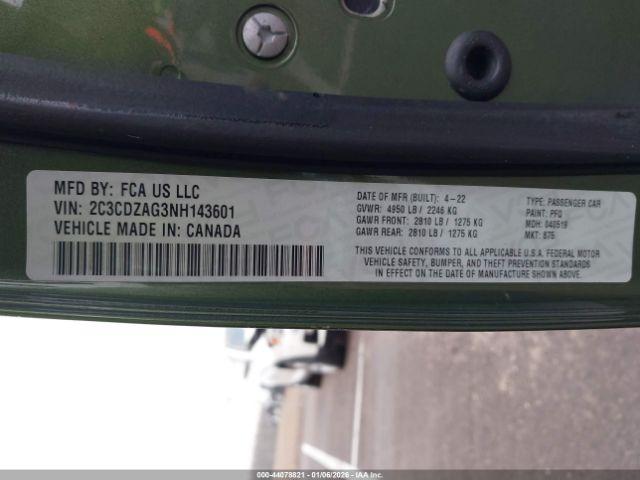 MFD BY: FCA US LLC
VIN: 2C3CDZAG3NH143601
VEHICLE MADE IN: CANADA
DATE OF MFR (BUILT): 4-22
GVWR: 4950 LB / 2246 KG
GAWR FRONT: 2810 LB / 1275 KG
GAWR REAR: 2810 LB / 1275 KG
TYPE: PASSENGER CAR
PAINT: PFQ
MDH: 040519
MKT: 675
THIS VEHICLE CONFORMS TO ALL APPLICABLE U.S.A. FEDERAL MOTOR
VEHICLE SAFETY, BUMPER, AND THEFT PREVENTION STANDARDS
IN EFFECT ON THE DATE OF MANUFACTURE SHOWN ABOVE.
000-44078821 - 01/06/2026 - IAA Inc.